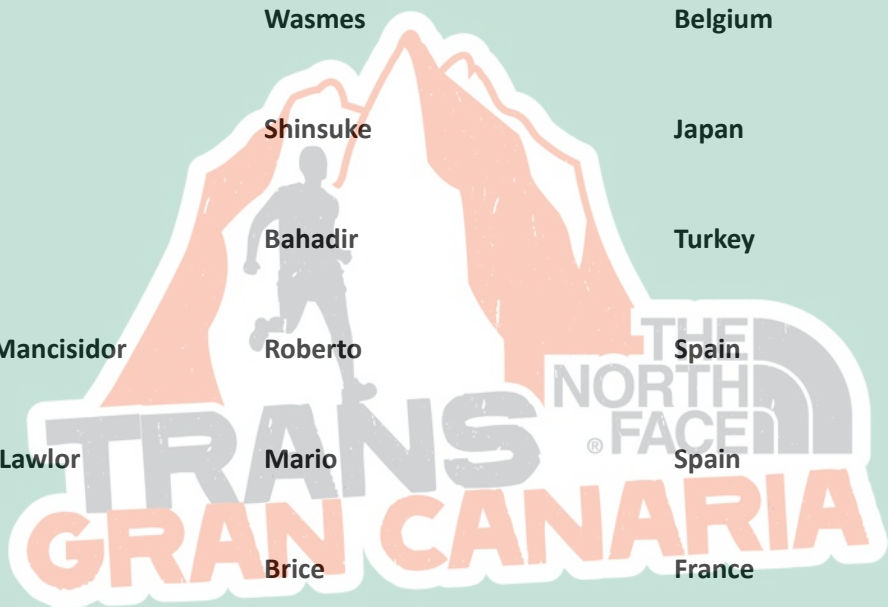 Wasmes Belgium
Shinsuke Japan
Bahadir Turkey
THE
Mancisidor Roberto Spain
NORTH
® FACE
TRANS
Lawlor Mario Spain
GRAN CANARIA
Brice France